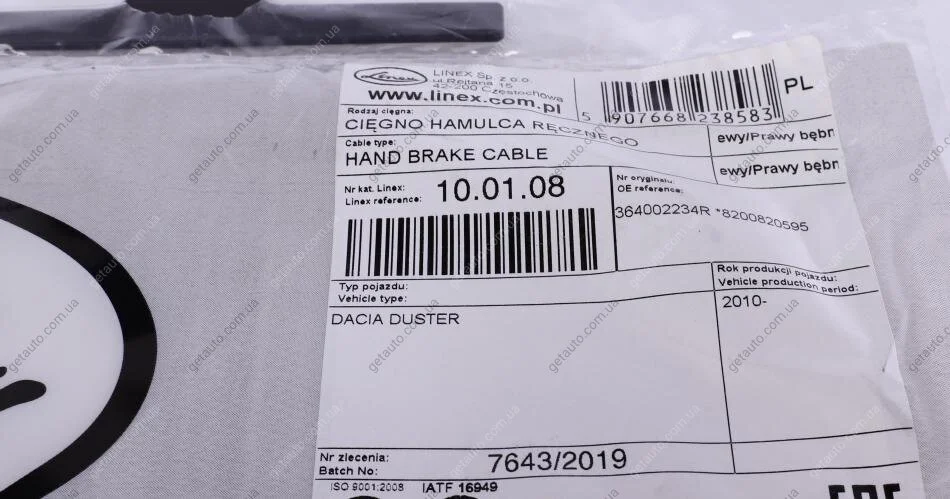 Linex
LINEX Sp. z o.o.
ul.Rejtana 15
42-200 Częstochowa
www.linex.com.pl
5 907668 238583
PL
Rodzaj cięgna:
CIĘGNO HAMULCA RĘCZNEGO
ewy/Prawy bębn
Cable type:
HAND BRAKE CABLE
ewy/Prawy bębn
Nr kat. Linex:
Linex reference:
10.01.08
Nr oryginału:
OE reference:
364002234R *8200820595
Typ pojazdu:
Vehicle type:
DACIA DUSTER
Rok produkcji pojazdu:
Vehicle production period:
2010-
Nr zlecenia:
Batch No:
7643/2019
ISO 9001:2008 IATF 16949
getauto.com.ua